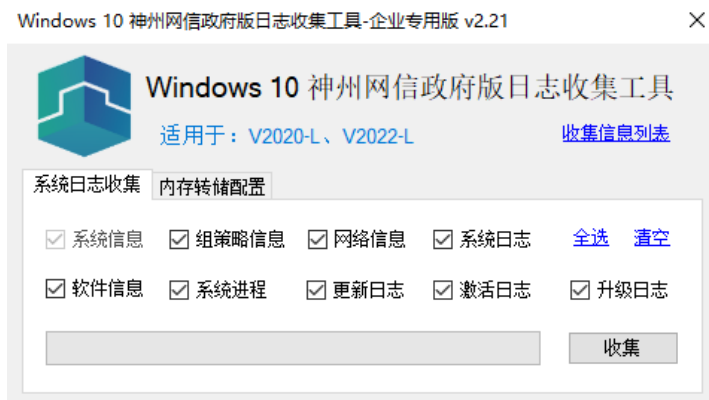 Windows 10 神州网信政府版日志收集工具-企业专用版 v2.21
Windows 10 神州网信政府版日志收集工具
适用于：V2020-L、V2022-L 收集信息列表
系统日志收集 内存转储配置
系统信息 组策略信息 网络信息 系统日志 全选 清空
软件信息 系统进程 更新日志 激活日志 升级日志
收集